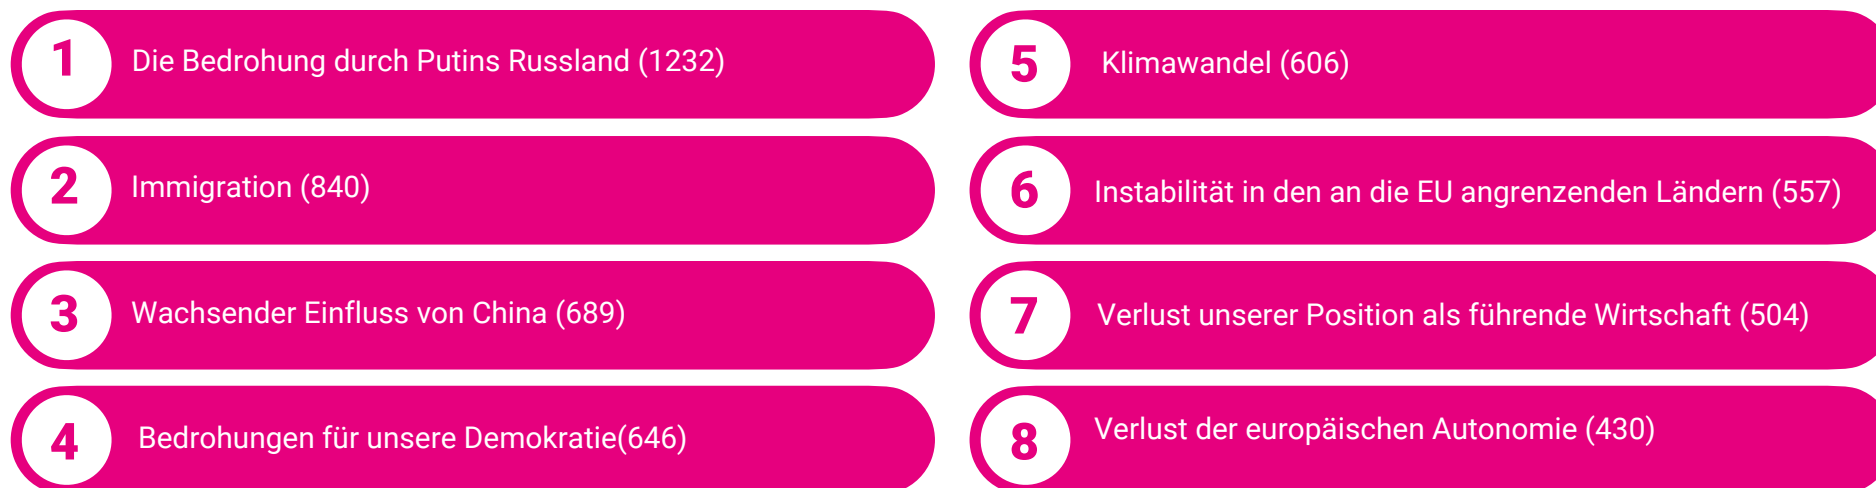 1
Die Bedrohung durch Putins Russland (1232)
2
Immigration (840)
3
Wachsender Einfluss von China (689)
4
Bedrohungen für unsere Demokratie(646)
5
Klimawandel (606)
6
Instabilität in den an die EU angrenzenden Ländern (557)
7
Verlust unserer Position als führende Wirtschaft (504)
8
Verlust der europäischen Autonomie (430)